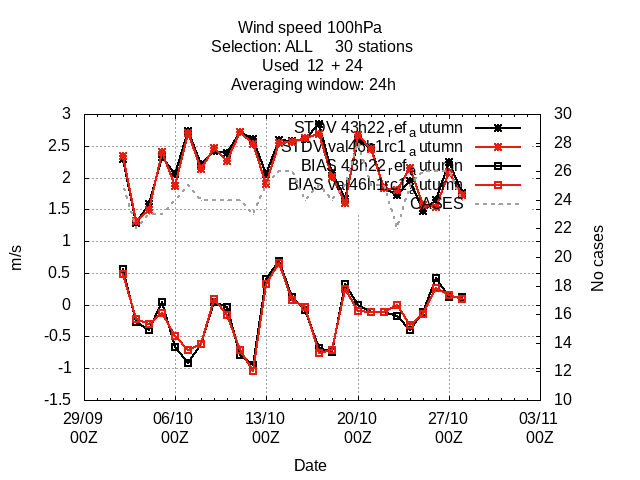 Wind speed 100hPa
Selection: ALL 30 stations
Used 12 + 24
Averaging window: 24h
STDV 43h22_ref_autumn
STDV val46h1rc1_autumn
BIAS 43h22_ref_autumn
BIAS val46h1rc1_autumn
CASES
3
2.5
2
1.5
1
0.5
0
-0.5
-1
-1.5
30
28
26
24
22
20
18
16
14
12
10
m/s
No cases
29/09 06/10 13/10 20/10 27/10 03/11
00Z 00Z 00Z 00Z 00Z 00Z
Date